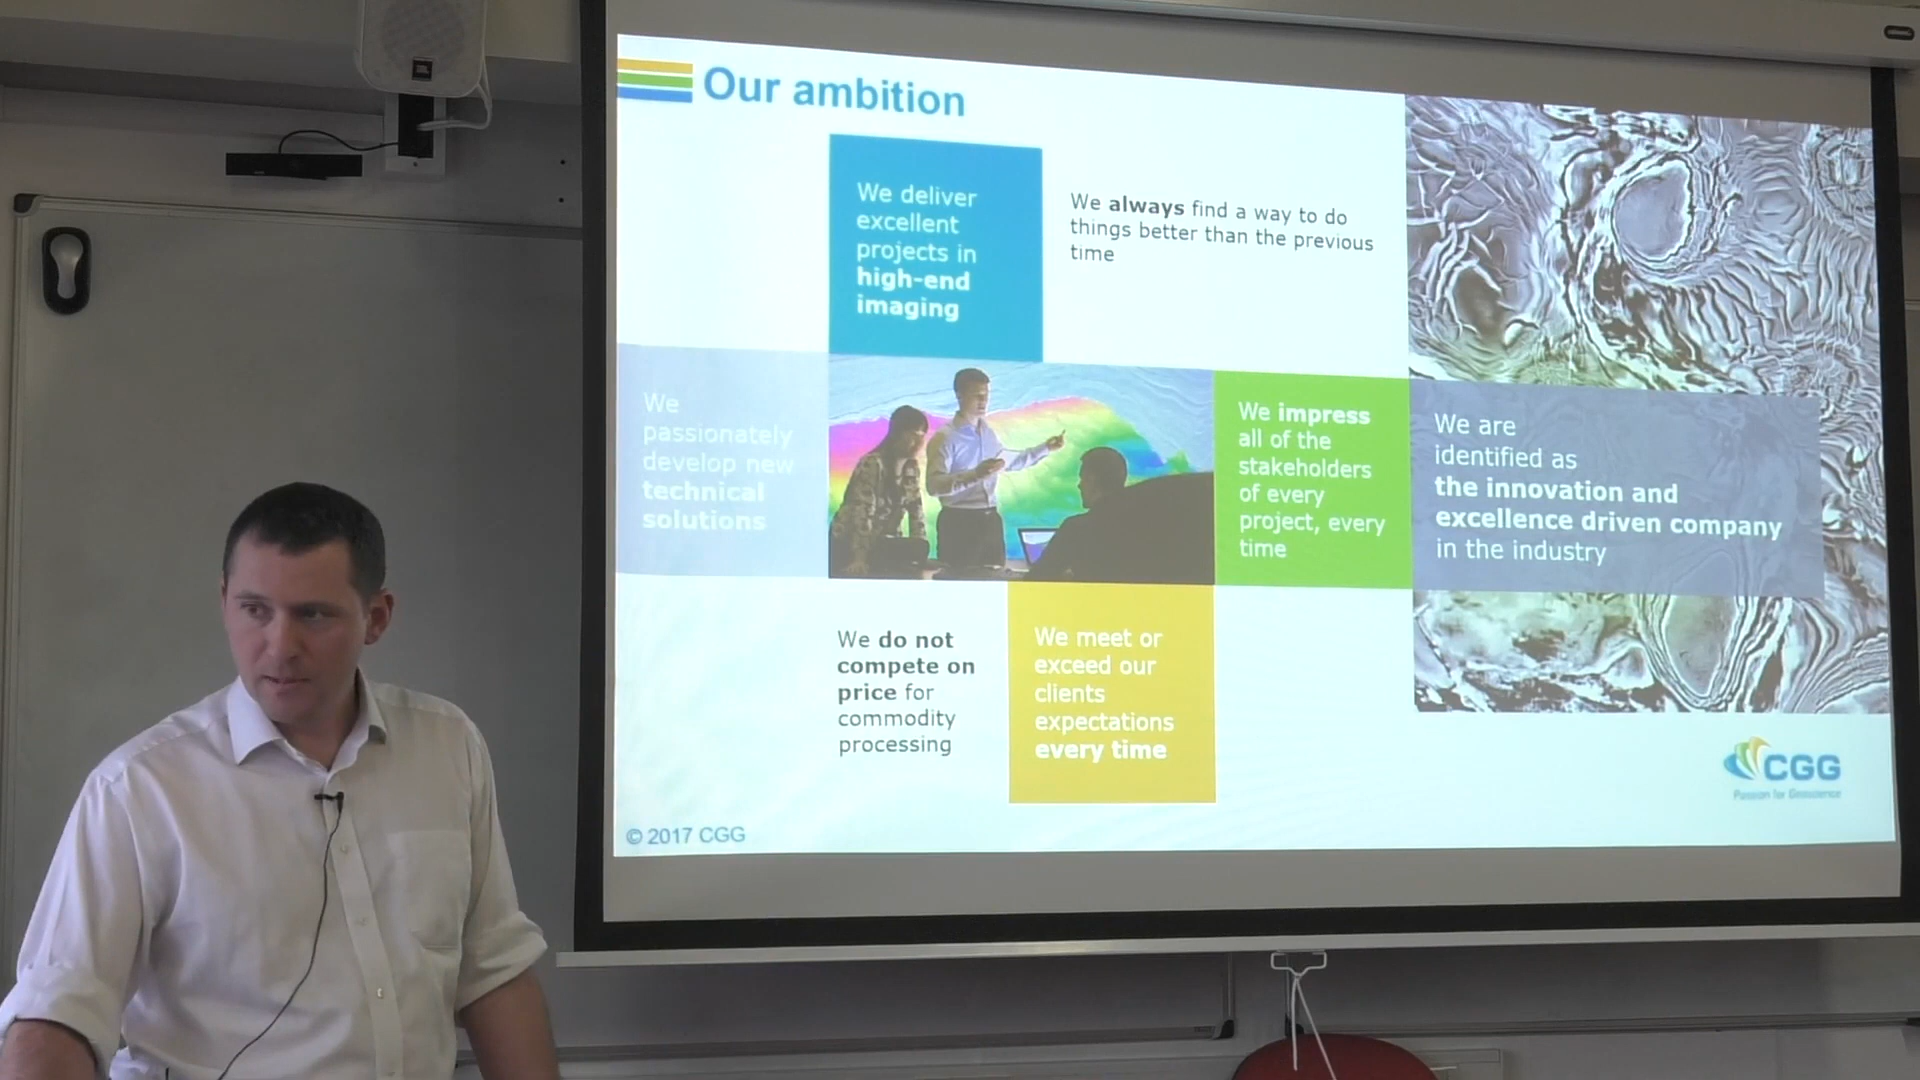 Our ambition
We deliver
excellent
projects in
high-end
imaging
We always find a way to do
things better than the previous
time
We
passionately
develop new
technical
solutions
We impress
all of the
stakeholders
of every
project, every
time
We are
identified as
the innovation and
excellence driven company
in the industry
We do not
compete on
price for
commodity
processing
We meet or
exceed our
clients
expectations
every time
CGG
Passion for Geoscience
© 2017 CGG
JBL